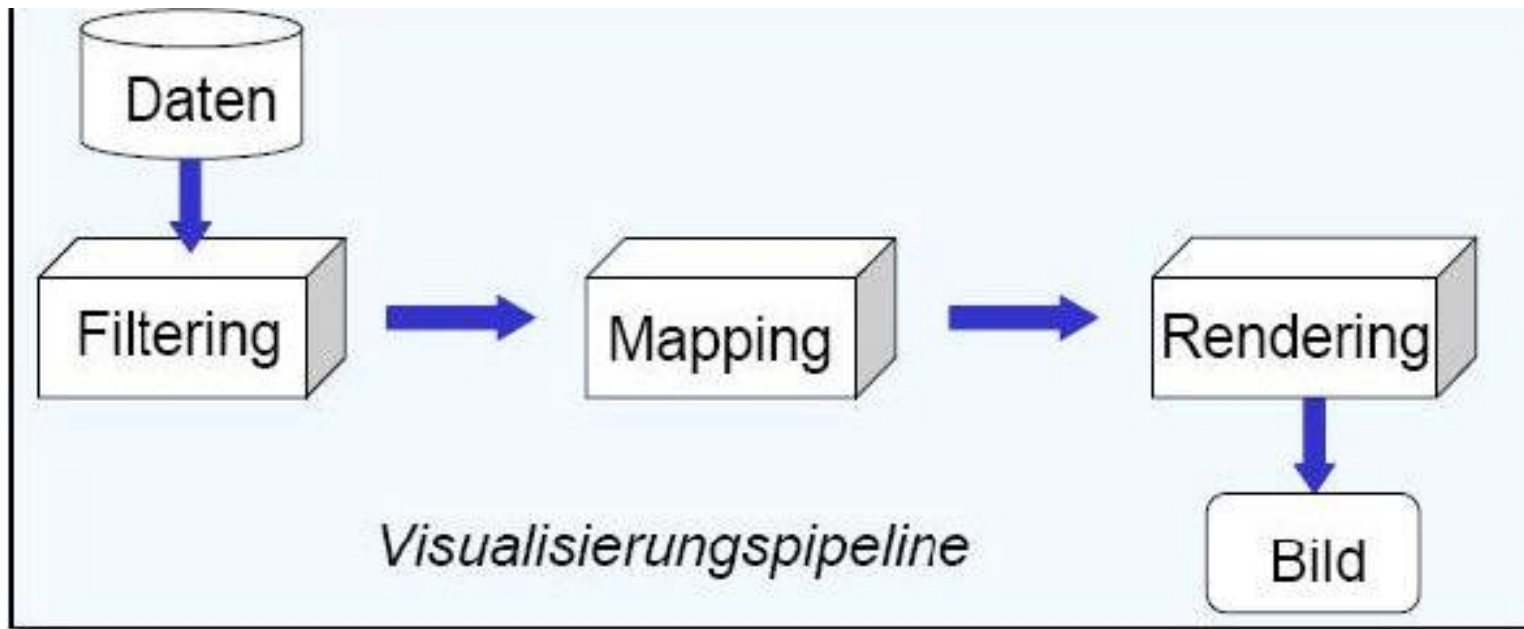 Daten
Filtering
Mapping
Rendering
Visualisierungspipeline
Bild